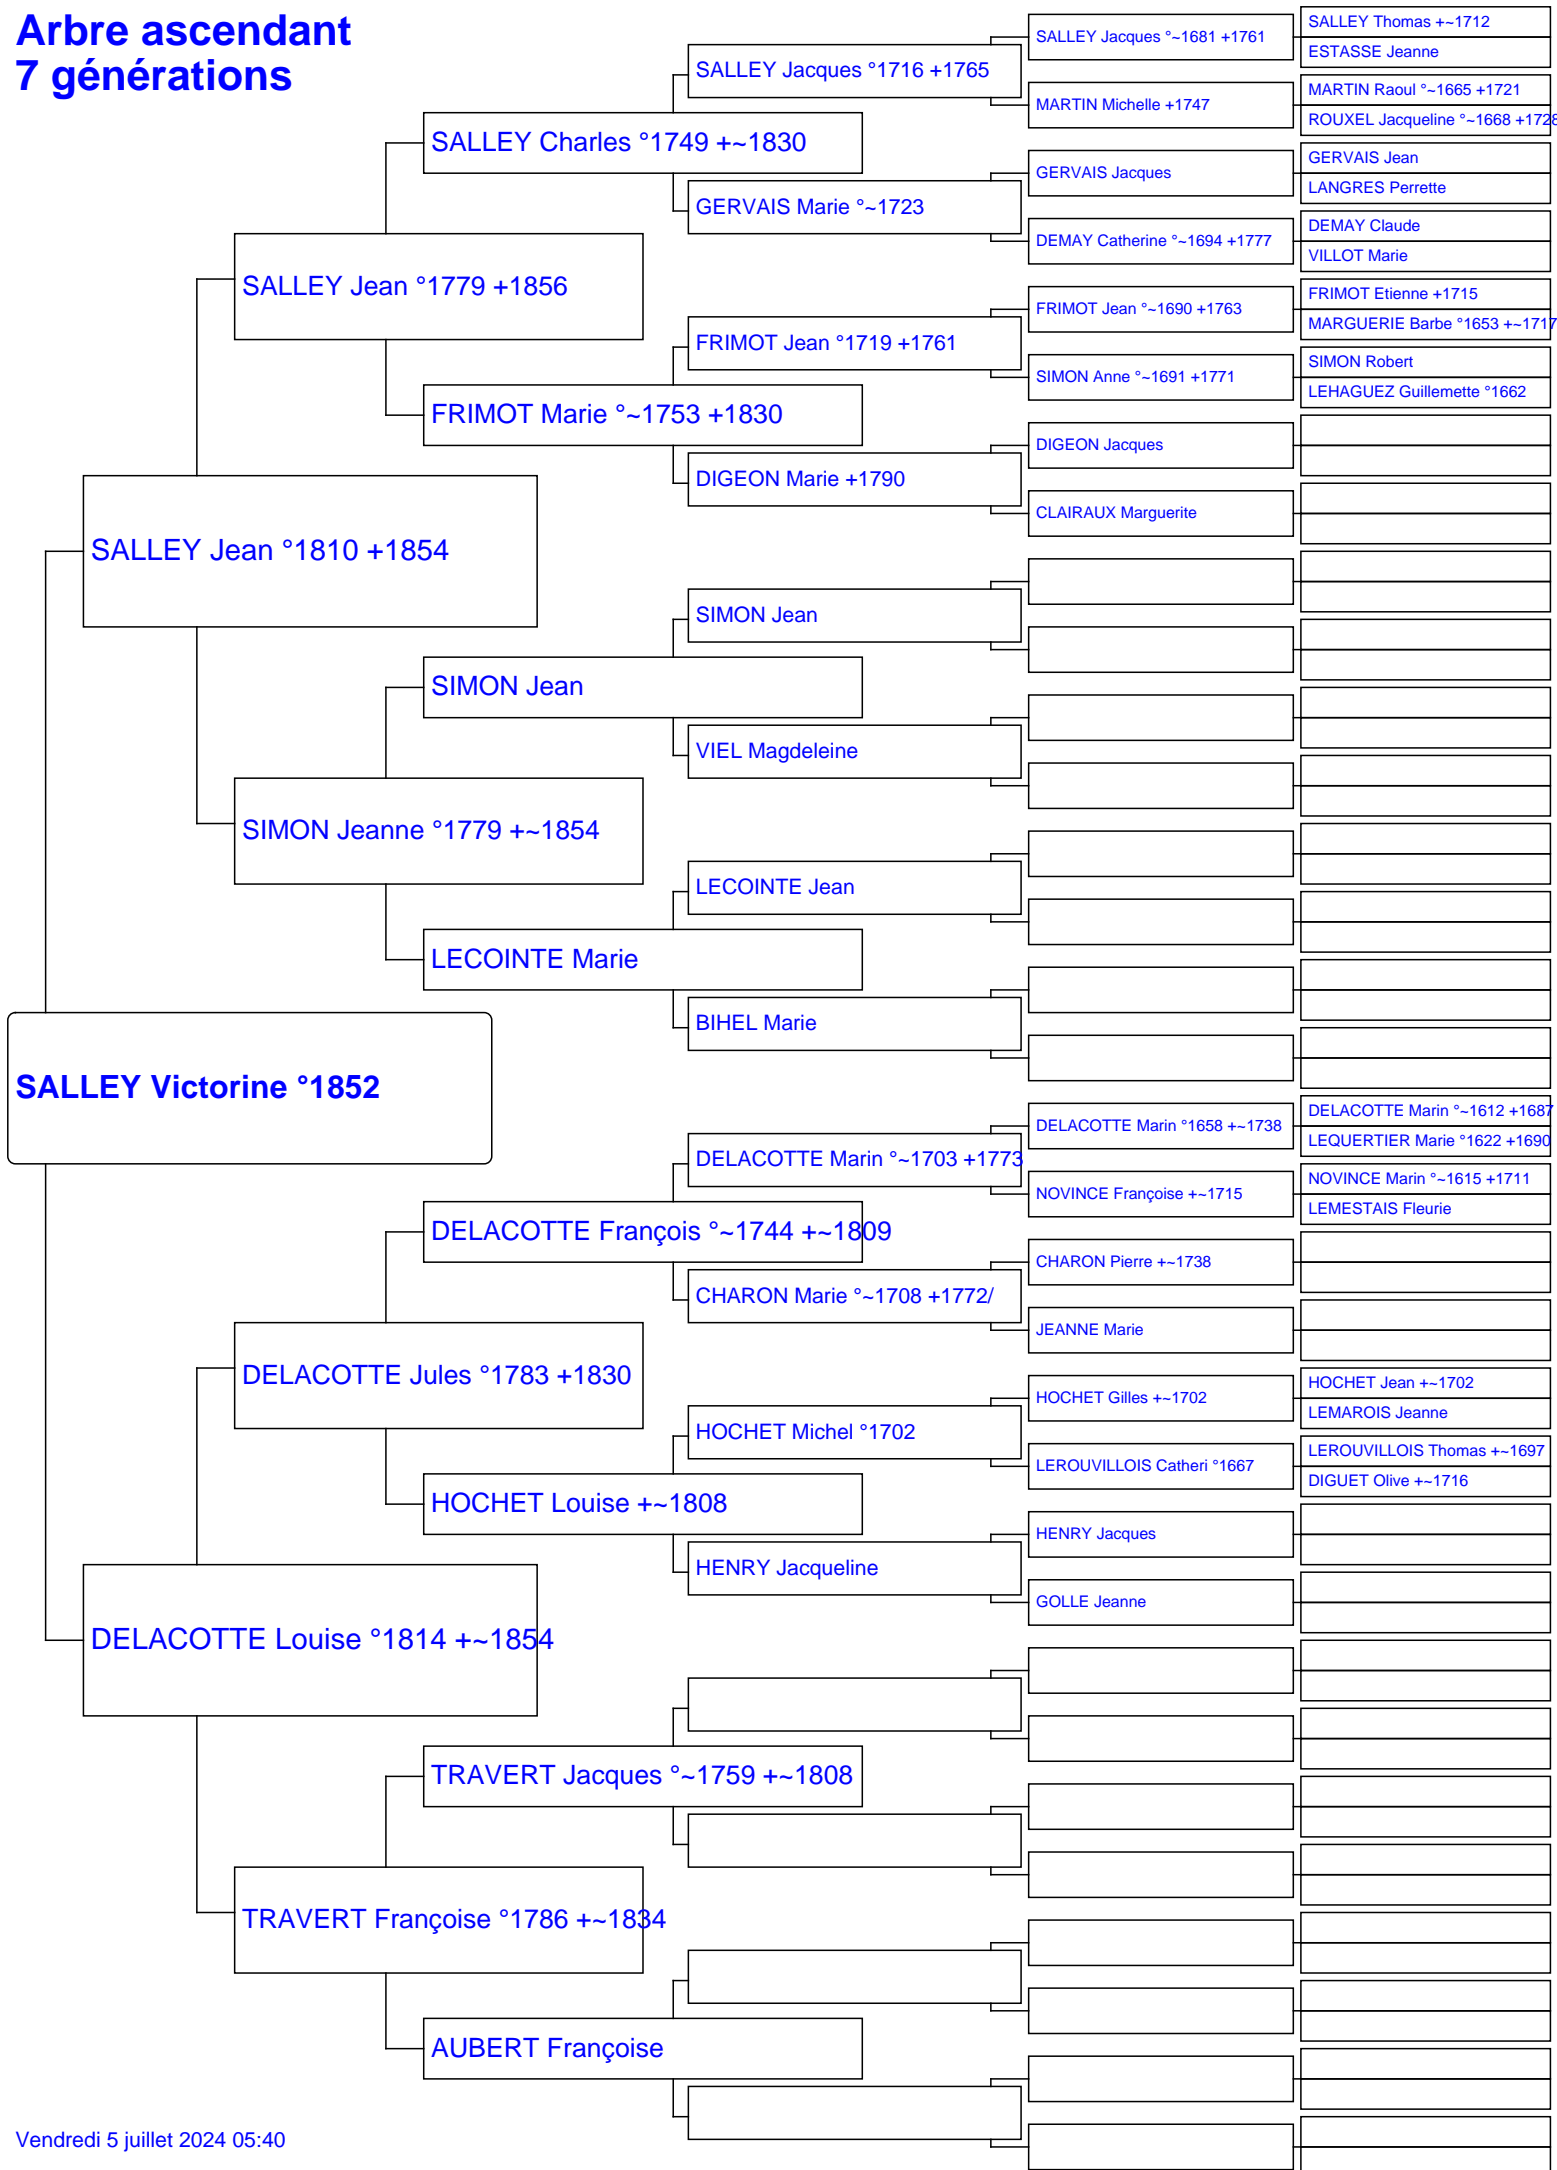 Arbre ascendant
7 générations
SALLEY Victorine °1852
SALLEY Jean °1810 +1854
DELACOTTE Louise °1814 +~1854
SALLEY Jean °1779 +1856
SIMON Jeanne °1779 +~1854
DELACOTTE Jules °1783 +1830
TRAVERT Françoise °1786 +~1834
SALLEY Charles °1749 +~1830
FRIMOT Marie °~1753 +1830
SIMON Jean
LECOINTE Marie
DELACOTTE François °~1744 +~1809
HOCHET Louise +~1808
TRAVERT Jacques °~1759 +~1808
AUBERT Françoise
SALLEY Jacques °1716 +1765
GERVAIS Marie °~1723
FRIMOT Jean °1719 +1761
DIGEON Marie +1790
SIMON Jean
VIEL Magdeleine
LECOINTE Jean
BIHEL Marie
DELACOTTE Marin °~1703 +1773
CHARON Marie °~1708 +1772/
HOCHET Michel °1702
HENRY Jacqueline
SALLEY Jacques °~1681 +1761
MARTIN Michelle +1747
GERVAIS Jacques
DEMAY Catherine °~1694 +1777
FRIMOT Jean °~1690 +1763
SIMON Anne °~1691 +1771
DIGEON Jacques
CLAIRAUX Marguerite
DELACOTTE Marin °1658 +~1738
NOVINCE Françoise +~1715
CHARON Pierre +~1738
JEANNE Marie
HOCHET Gilles +~1702
LEROUVILLOIS Catheri °1667
HENRY Jacques
GOLLE Jeanne
SALLEY Thomas +~1712
ESTASSE Jeanne
MARTIN Raoul °~1665 +1721
ROUXEL Jacqueline °~1668 +1728
GERVAIS Jean
LANGRES Perrette
DEMAY Claude
VILLOT Marie
FRIMOT Etienne +1715
MARGUERIE Barbe °1653 +~1717
SIMON Robert
LEHAGUEZ Guillemette °1662
DELACOTTE Marin °~1612 +1687
LEQUERTIER Marie °1622 +1690
NOVINCE Marin °~1615 +1711
LEMESTAIS Fleurie
HOCHET Jean +~1702
LEMAROIS Jeanne
LEROUVILLOIS Thomas +~1697
DIGUET Olive +~1716
Vendredi 5 juillet 2024 05:40